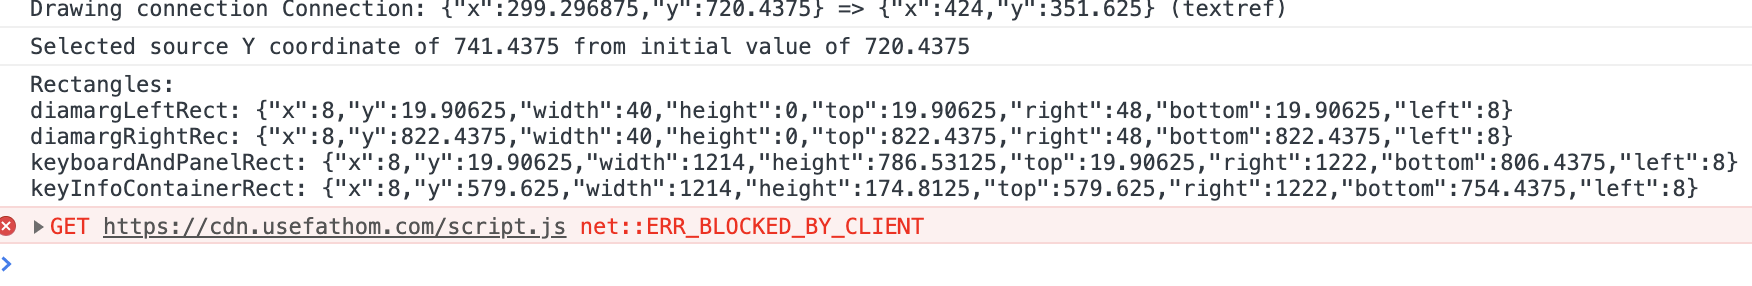 Drawing connection Connection: {"x":299.296875,"y":720.4375} => {"x":424,"y":351.625} (textref)
Selected source Y coordinate of 741.4375 from initial value of 720.4375
Rectangles:
diamargLeftRect: {"x":8,"y":19.90625,"width":40,"height":0,"top":19.90625,"right":48,"bottom":19.90625,"left":8}
diamargRightRec: {"x":8,"y":822.4375,"width":40,"height":0,"top":822.4375,"right":48,"bottom":822.4375,"left":8}
keyboardAndPanelRect: {"x":8,"y":19.90625,"width":1214,"height":786.53125,"top":19.90625,"right":1222,"bottom":806.4375,"left":8}
keyInfoContainerRect: {"x":8,"y":579.625,"width":1214,"height":174.8125,"top":579.625,"right":1222,"bottom":754.4375,"left":8}
GET https://cdn.usefathom.com/script.js net::ERR_BLOCKED_BY_CLIENT